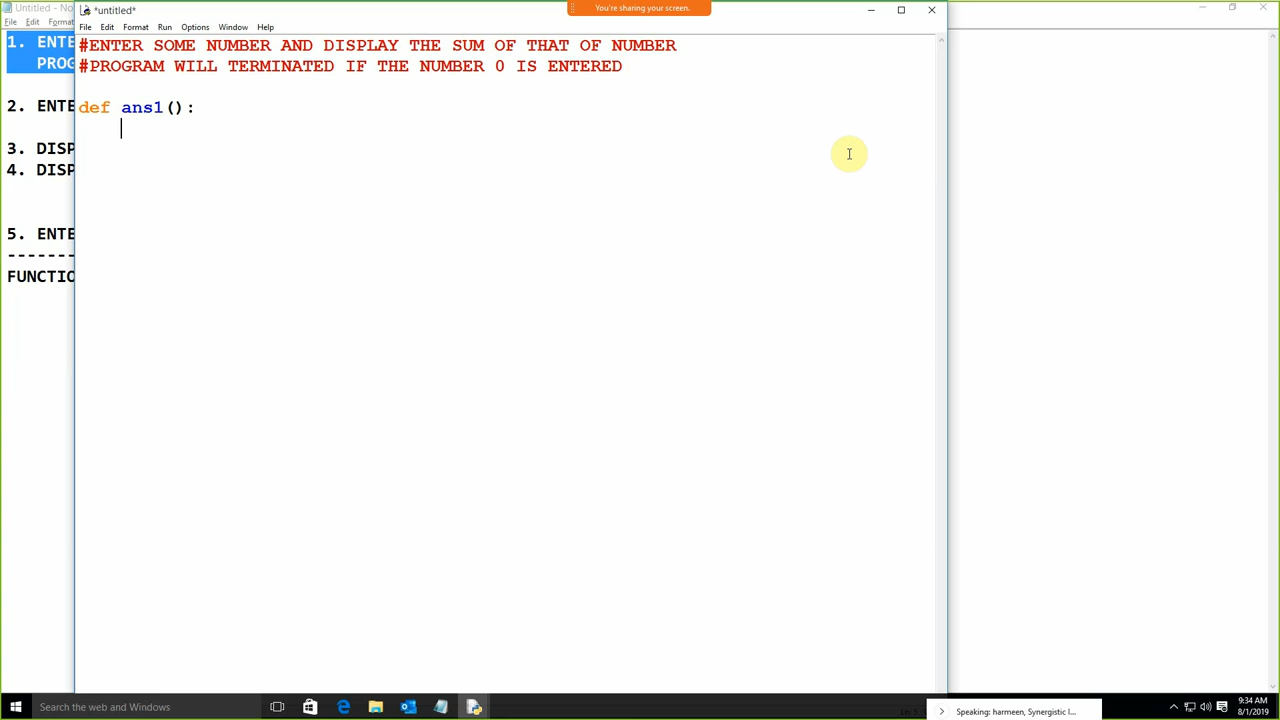 Untitled - No
File Edit Format
1. ENTE
PROG
2. ENTE
3. DISP
4. DISP
5. ENTE
--------
FUNCTIO
*untitled*
You're sharing your screen.
File Edit Format Run Options Window Help
#ENTER SOME NUMBER AND DISPLAY THE SUM OF THAT OF NUMBER
#PROGRAM WILL TERMINATED IF THE NUMBER 0 IS ENTERED
def ans1():
Search the web and Windows
Speaking: harmeen, Synergistic I...
9:34 AM
8/1/2019